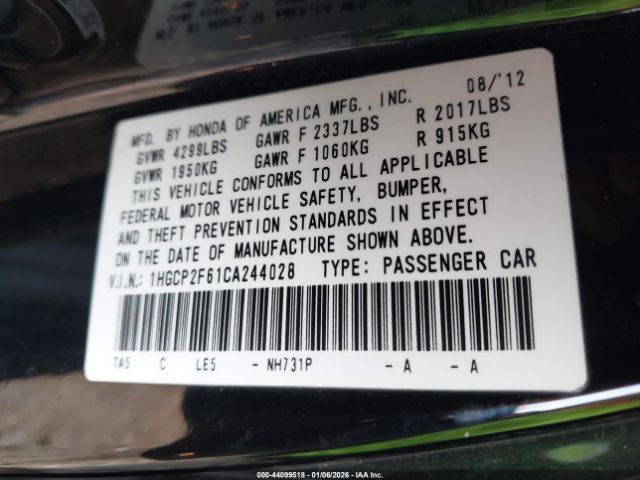 MFD. BY HONDA OF AMERICA MFG., INC. 08/'12
GVWR 4299LBS GAWR F 2337LBS R 2017LBS
GVWR 1950KG GAWR F 1060KG R 915KG
THIS VEHICLE CONFORMS TO ALL APPLICABLE
FEDERAL MOTOR VEHICLE SAFETY, BUMPER,
AND THEFT PREVENTION STANDARDS IN EFFECT
ON THE DATE OF MANUFACTURE SHOWN ABOVE.
V.I.N.: 1HGCP2F61CA244028 TYPE: PASSENGER CAR
TA5 C LE5 - NH731P - A - A
000-44099518 - 01/06/2026 - IAA Inc.